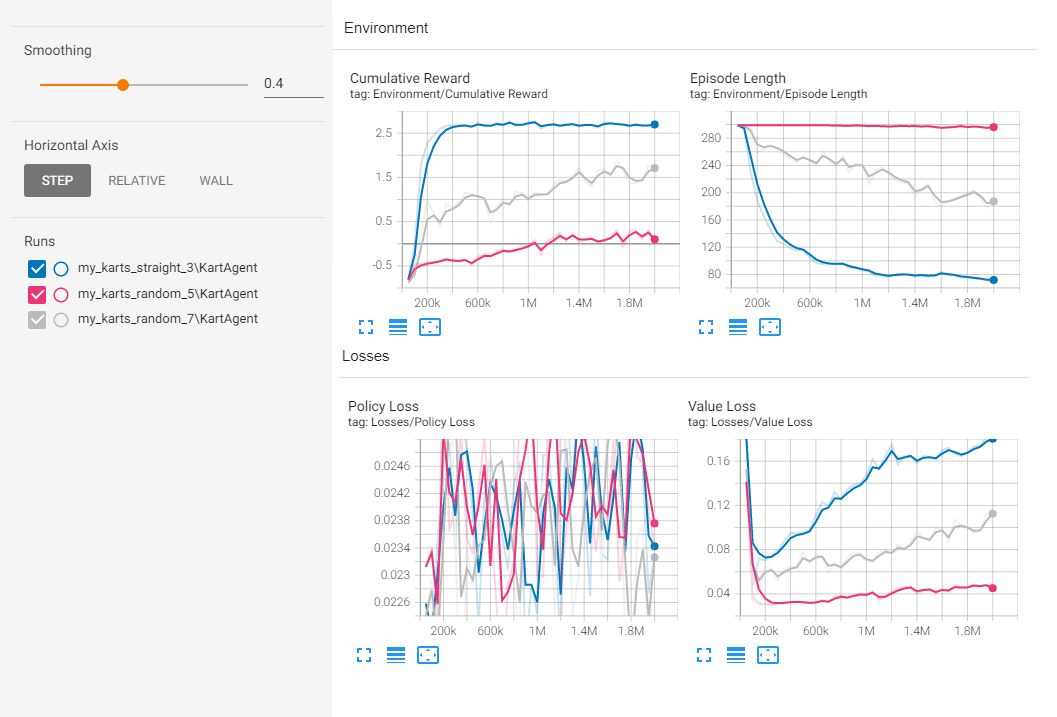 Smoothing
0.4
Horizontal Axis
STEP RELATIVE WALL
Runs
my_karts_straight_3\KartAgent
my_karts_random_5\KartAgent
my_karts_random_7\KartAgent
Environment
Cumulative Reward
tag: Environment/Cumulative Reward
2.5
1.5
0.5
-0.5
200k 600k 1M 1.4M 1.8M
Episode Length
tag: Environment/Episode Length
280
240
200
160
120
80
200k 600k 1M 1.4M 1.8M
Losses
Policy Loss
tag: Losses/Policy Loss
0.0246
0.0242
0.0238
0.0234
0.023
0.0226
200k 600k 1M 1.4M 1.8M
Value Loss
tag: Losses/Value Loss
0.16
0.12
0.08
0.04
200k 600k 1M 1.4M 1.8M